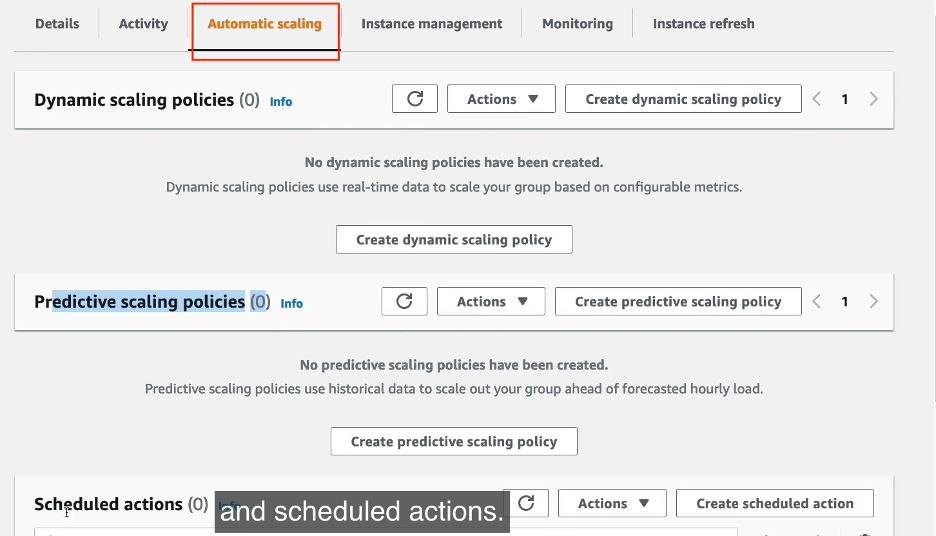 Details Activity Automatic scaling Instance management Monitoring Instance refresh
Dynamic scaling policies (0) Info Actions Create dynamic scaling policy 1
No dynamic scaling policies have been created.
Dynamic scaling policies use real-time data to scale your group based on configurable metrics.
Create dynamic scaling policy
Predictive scaling policies (0) Info Actions Create predictive scaling policy 1
No predictive scaling policies have been created.
Predictive scaling policies use historical data to scale out your group ahead of forecasted hourly load.
Create predictive scaling policy
Scheduled actions (0) Info Actions Create scheduled action
and scheduled actions.